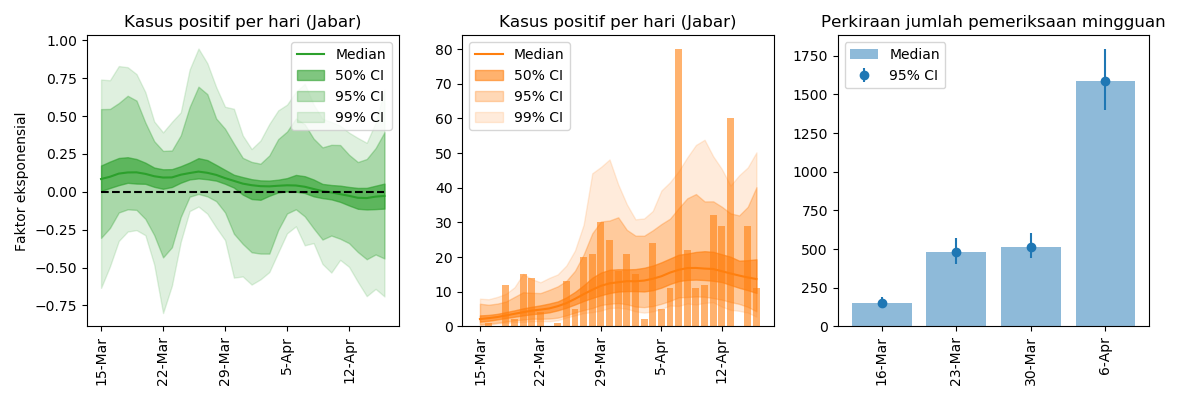 Kasus positif per hari (Jabar)
Faktor eksponensial
1.00
0.75
0.50
0.25
0.00
−0.25
−0.50
−0.75
Median
50% CI
95% CI
99% CI
15-Mar
22-Mar
29-Mar
5-Apr
12-Apr
Kasus positif per hari (Jabar)
80
70
60
50
40
30
20
10
0
Median
50% CI
95% CI
99% CI
15-Mar
22-Mar
29-Mar
5-Apr
12-Apr
Perkiraan jumlah pemeriksaan mingguan
1750
1500
1250
1000
750
500
250
0
Median
95% CI
16-Mar
23-Mar
30-Mar
6-Apr